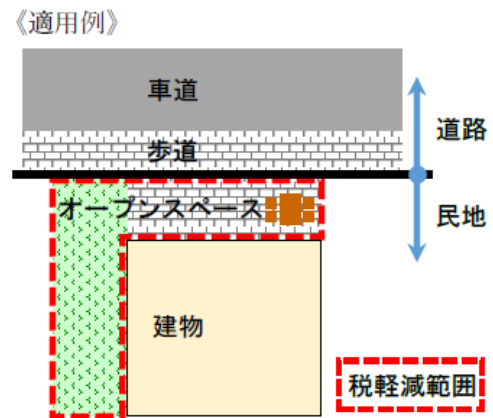 《適用例》
車道
歩道
道路
オープンスペース
民地
建物
税軽減範囲